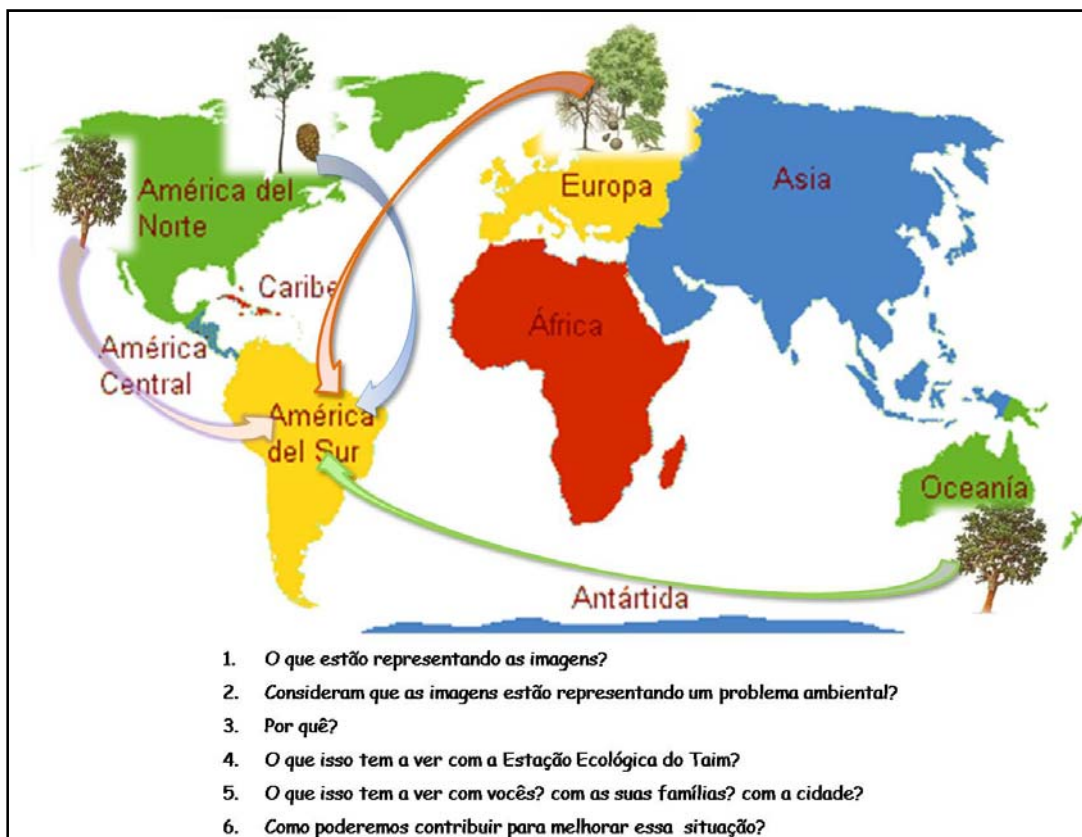 América del
Norte
Europa
Asia
Caribe
África
América
Central
América
del Sur
Oceanía
Antártida
1. O que estão representando as imagens?
2. Consideram que as imagens estão representando um problema ambiental?
3. Por quê?
4. O que isso tem a ver com a Estação Ecológica do Taim?
5. O que isso tem a ver com vocês? com as suas famílias? com a cidade?
6. Como poderemos contribuir para melhorar essa situação?